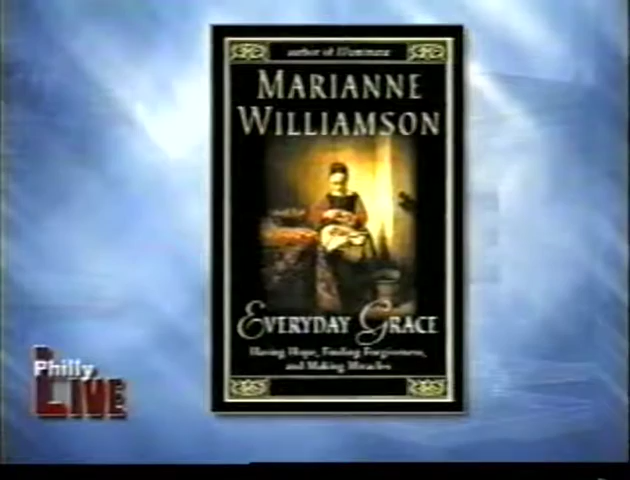 author of Illuminata
MARIANNE
WILLIAMSON
EVERYDAY GRACE
Having Hope, Finding Forgiveness,
and Making Miracles
Philly
LIVE